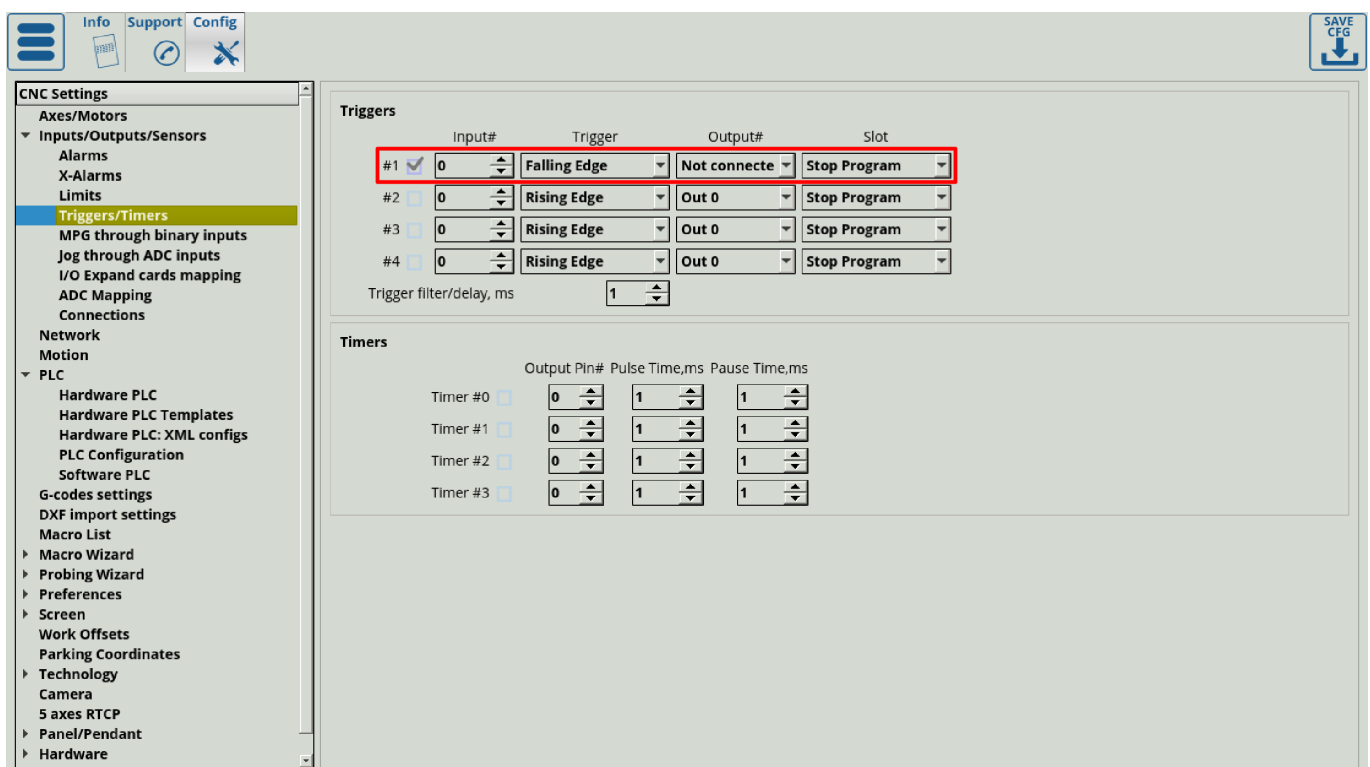 Info Support Config
SAVE
CFG
CNC Settings
Axes/Motors
Inputs/Outputs/Sensors
Alarms
X-Alarms
Limits
Triggers/Timers
MPG through binary inputs
Jog through ADC inputs
I/O Expand cards mapping
ADC Mapping
Connections
Network
Motion
PLC
Hardware PLC
Hardware PLC Templates
Hardware PLC: XML configs
PLC Configuration
Software PLC
G-codes settings
DXF import settings
Macro List
Macro Wizard
Probing Wizard
Preferences
Screen
Work Offsets
Parking Coordinates
Technology
Camera
5 axes RTCP
Panel/Pendant
Hardware
Triggers
Input# Trigger Output# Slot
#1 0 Falling Edge Not connecte Stop Program
#2 0 Rising Edge Out 0 Stop Program
#3 0 Rising Edge Out 0 Stop Program
#4 0 Rising Edge Out 0 Stop Program
Trigger filter/delay, ms 1
Timers
Output Pin# Pulse Time,ms Pause Time,ms
Timer #0 0 1 1
Timer #1 0 1 1
Timer #2 0 1 1
Timer #3 0 1 1